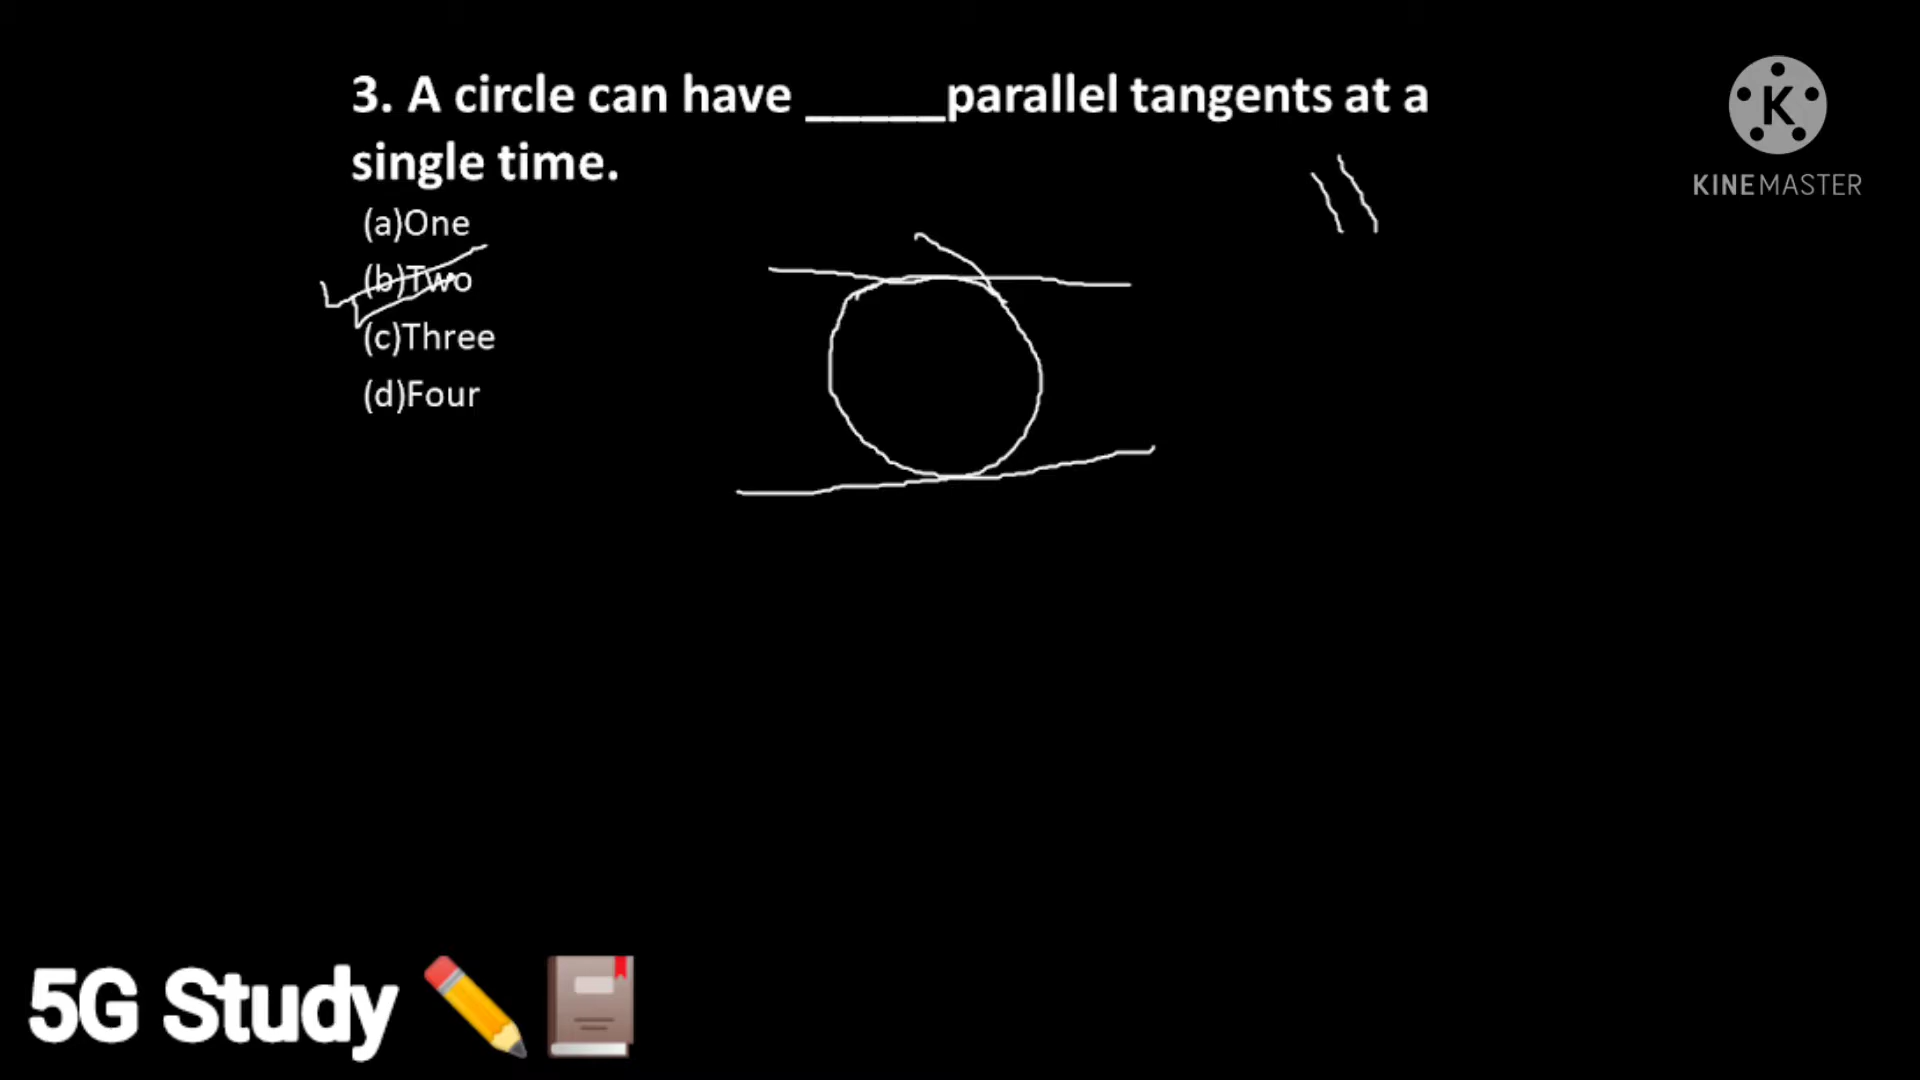 3. A circle can have _____parallel tangents at a
single time.
(a)One
(b)Two
(c)Three
(d)Four
K
KINEMASTER
5G Study